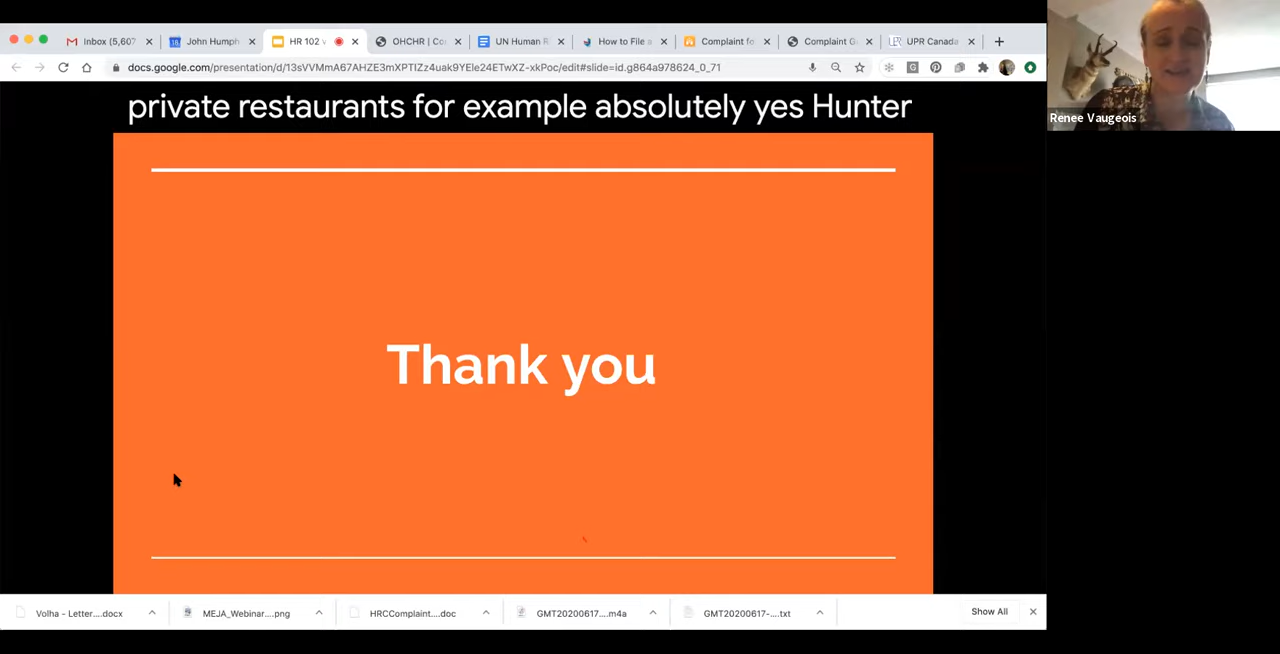 Inbox (5,607
John Humph
HR 102 v
OHCHR | Co
UN Human R
How to File a
Complaint fo
Complaint G
UPR Canada
docs.google.com/presentation/d/13sVVMmA67AHZE3mXPTIZz4uak9YEle24ETwXZ-xkPoc/edit#slide=id.g864a978624_0_71
Renee Vaugeois
private restaurants for example absolutely yes Hunter
Thank you
Volha - Letter....docx
MEJA_Webinar....png
HRCComplaint....doc
GMT20200617....m4a
GMT20200617-....txt
Show All